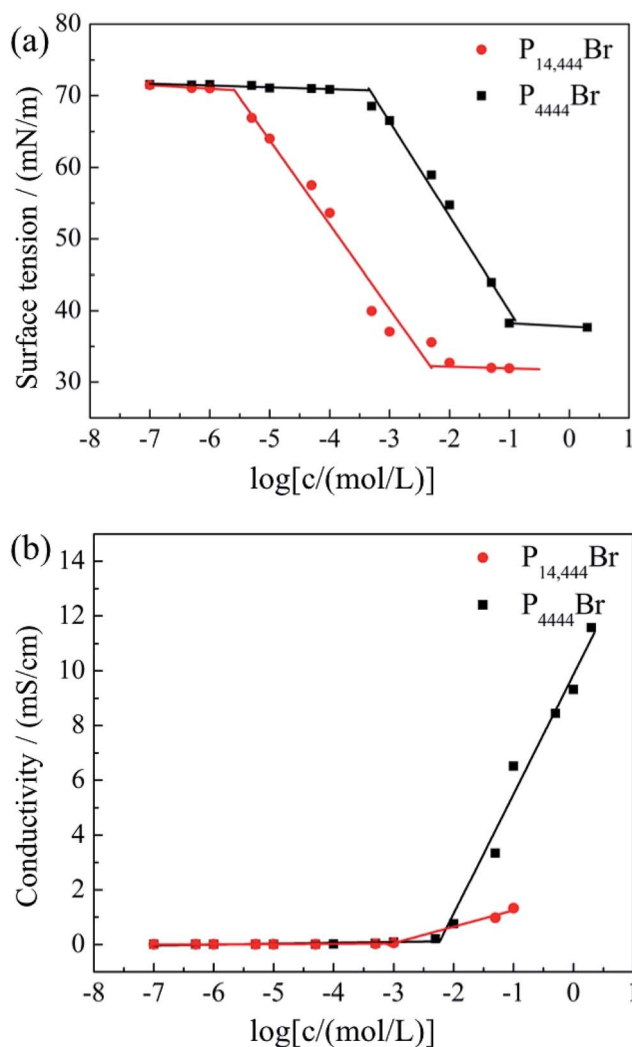 (a)
80
70
60
50
40
30
Surface tension / (mN/m)
P14,444Br
P4444Br
-8 -7 -6 -5 -4 -3 -2 -1 0 1
log[c/(mol/L)]
(b)
14
12
10
8
6
4
2
0
Conductivity / (mS/cm)
P14,444Br
P4444Br
-8 -7 -6 -5 -4 -3 -2 -1 0 1
log[c/(mol/L)]